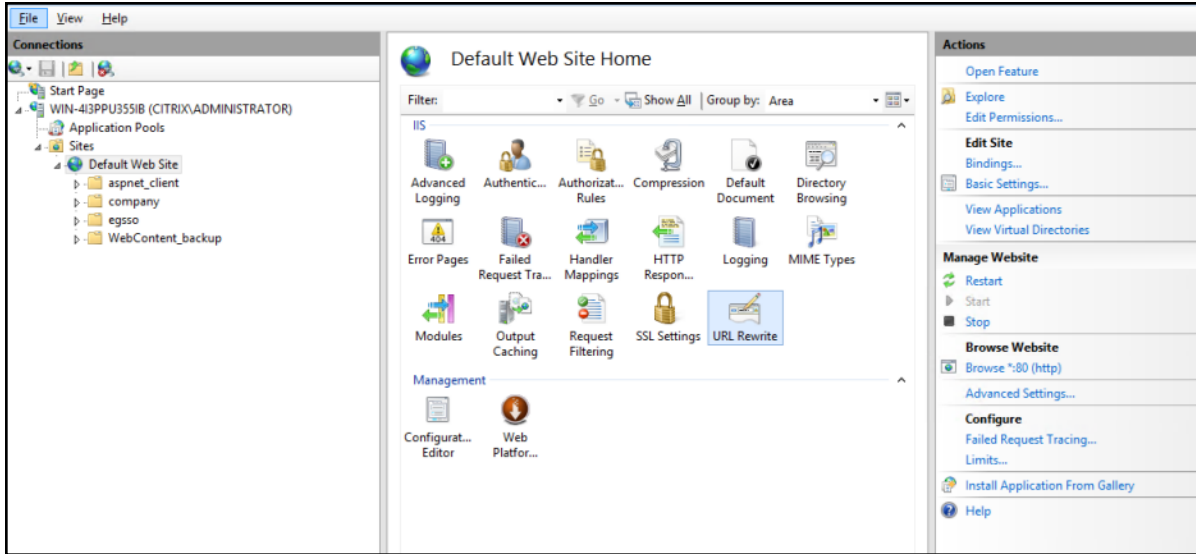 File View Help
Connections
Start Page
WIN-4I3PPU355IB (CITRIX\ADMINISTRATOR)
Application Pools
Sites
Default Web Site
aspnet_client
company
egsso
WebContent_backup
Default Web Site Home
Filter: Go Show All Group by: Area
IIS
Advanced Logging
Authentic...
Authorizat... Rules
Compression
Default Document
Directory Browsing
404
Error Pages
Failed Request Tra...
Handler Mappings
HTTP Respon...
Logging
MIME Types
Modules
Output Caching
Request Filtering
SSL Settings
URL Rewrite
Management
Configurat... Editor
Web Platfor...
Actions
Open Feature
Explore
Edit Permissions...
Edit Site
Bindings...
Basic Settings...
View Applications
View Virtual Directories
Manage Website
Restart
Start
Stop
Browse Website
Browse *:80 (http)
Advanced Settings...
Configure
Failed Request Tracing...
Limits...
Install Application From Gallery
Help